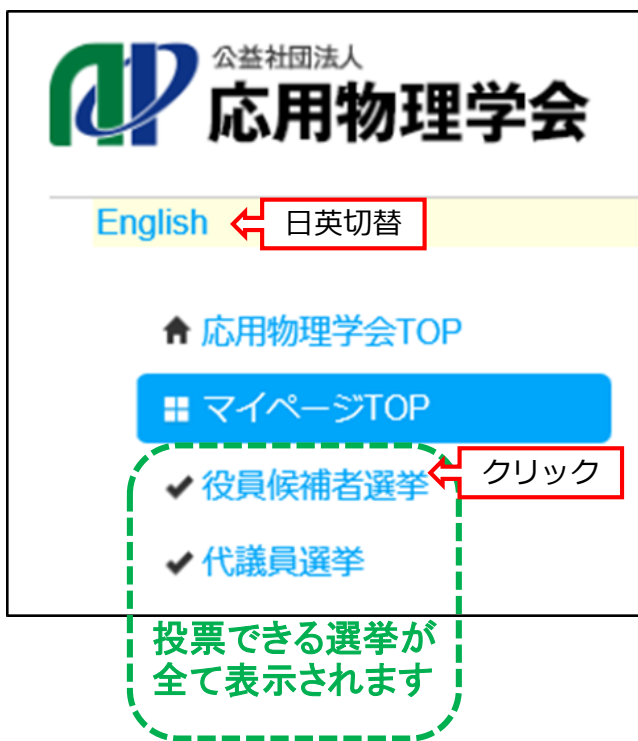 公益社団法人
応用物理学会
English
日英切替
応用物理学会TOP
マイページTOP
役員候補者選挙
クリック
代議員選挙
投票できる選挙が
全て表示されます